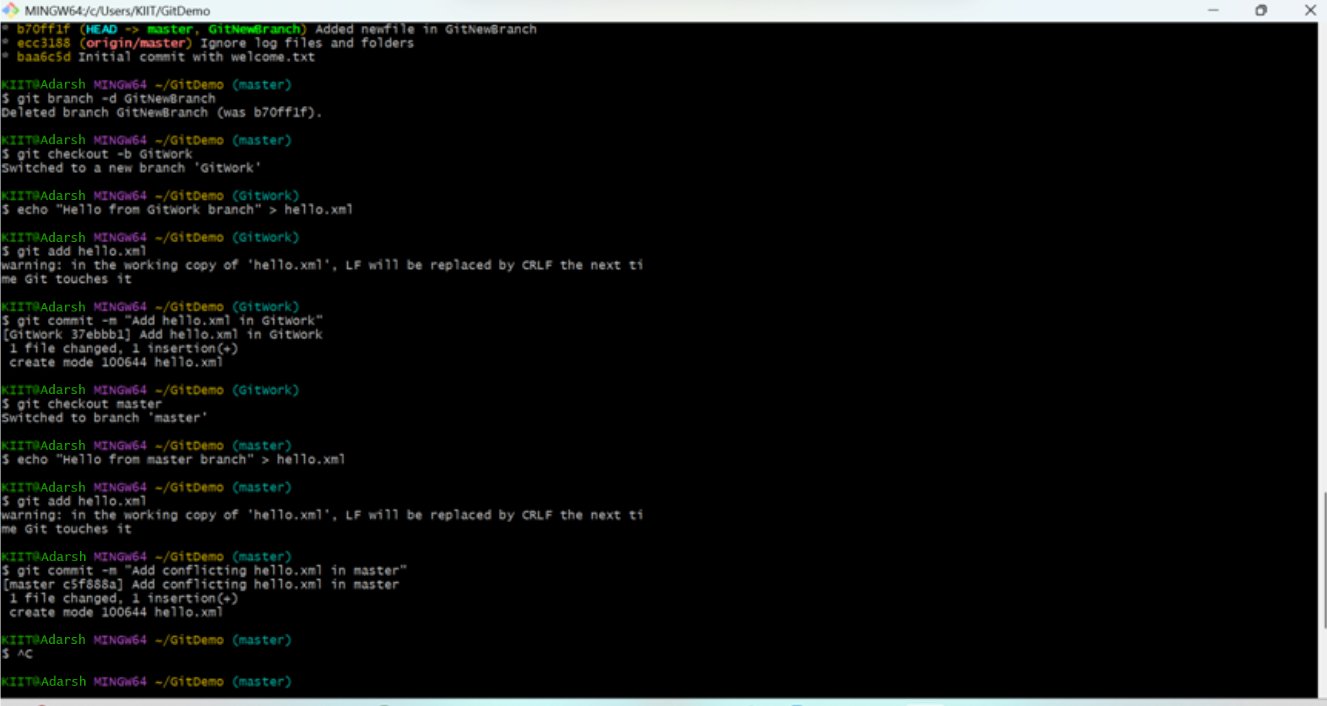 MINGW64:/c/Users/KIIT/GitDemo
* b70ff1f (HEAD -> master, GitNewBranch) Added newfile in GitNewBranch
* ecc3188 (origin/master) Ignore log files and folders
* baa6c5d Initial commit with welcome.txt
KIIT@Adarsh MINGW64 ~/GitDemo (master)
$ git branch -d GitNewBranch
Deleted branch GitNewBranch (was b70ff1f).
KIIT@Adarsh MINGW64 ~/GitDemo (master)
$ git checkout -b GitWork
Switched to a new branch 'GitWork'
KIIT@Adarsh MINGW64 ~/GitDemo (GitWork)
$ echo "Hello from GitWork branch" > hello.xml
KIIT@Adarsh MINGW64 ~/GitDemo (GitWork)
$ git add hello.xml
warning: in the working copy of 'hello.xml', LF will be replaced by CRLF the next ti
me Git touches it
KIIT@Adarsh MINGW64 ~/GitDemo (GitWork)
$ git commit -m "Add hello.xml in GitWork"
[GitWork 37ebbb1] Add hello.xml in GitWork
1 file changed, 1 insertion(+)
create mode 100644 hello.xml
KIIT@Adarsh MINGW64 ~/GitDemo (GitWork)
$ git checkout master
Switched to branch 'master'
KIIT@Adarsh MINGW64 ~/GitDemo (master)
$ echo "Hello from master branch" > hello.xml
KIIT@Adarsh MINGW64 ~/GitDemo (master)
$ git add hello.xml
warning: in the working copy of 'hello.xml', LF will be replaced by CRLF the next ti
me Git touches it
KIIT@Adarsh MINGW64 ~/GitDemo (master)
$ git commit -m "Add conflicting hello.xml in master"
[master c5f888a] Add conflicting hello.xml in master
1 file changed, 1 insertion(+)
create mode 100644 hello.xml
KIIT@Adarsh MINGW64 ~/GitDemo (master)
$ ^C
KIIT@Adarsh MINGW64 ~/GitDemo (master)